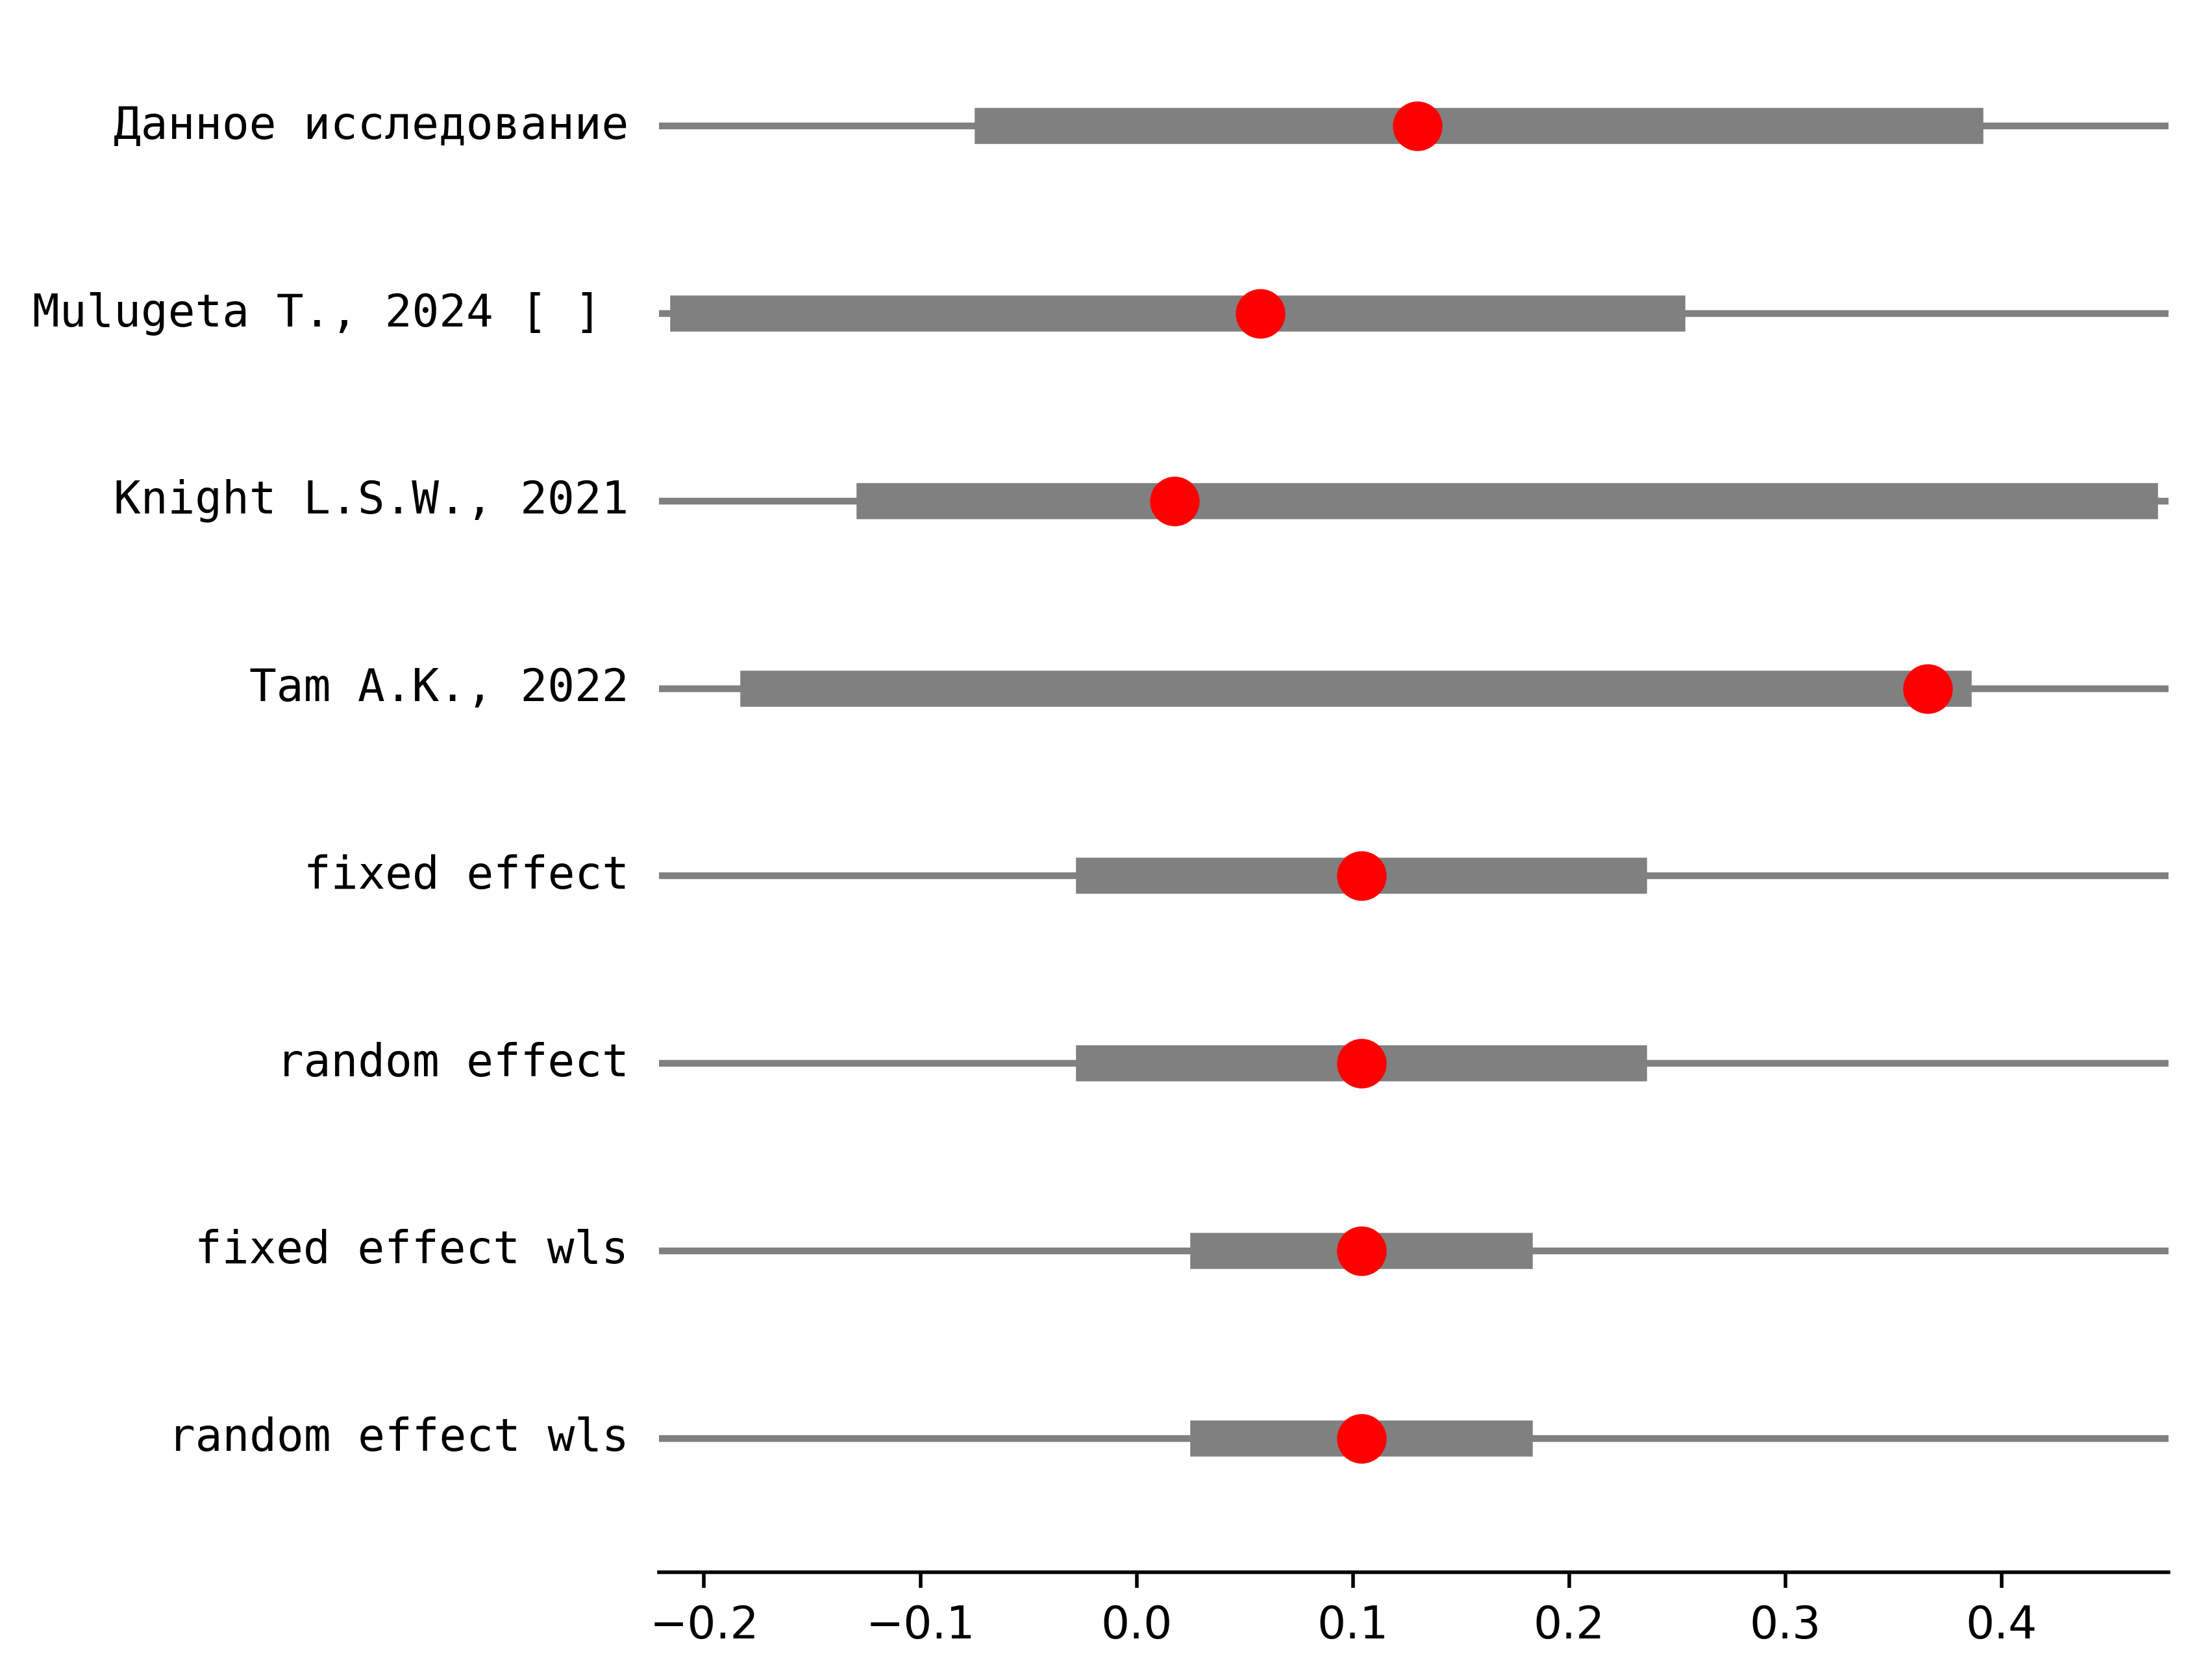 Данное исследование
Mulugeta T., 2024 [ ]
Knight L.S.W., 2021
Tam A.K., 2022
fixed effect
random effect
fixed effect wls
random effect wls
−0.2 −0.1 0.0 0.1 0.2 0.3 0.4